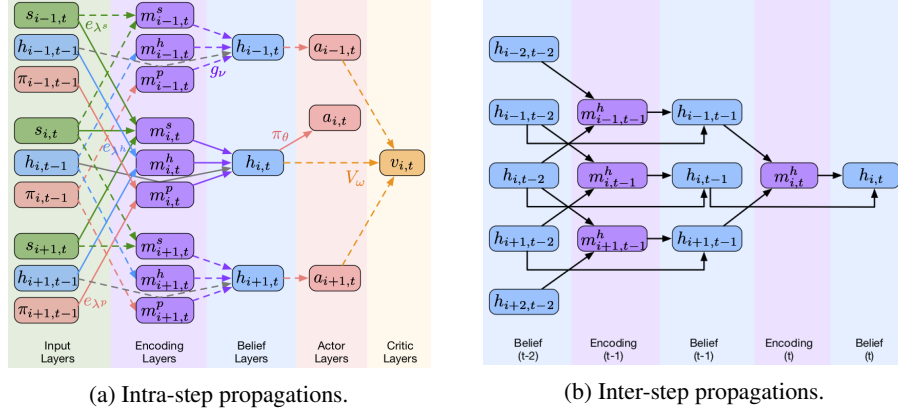 s_{i-1,t}
h_{i-1,t-1}
π_{i-1,t-1}
s_{i,t}
h_{i,t-1}
π_{i,t-1}
s_{i+1,t}
h_{i+1,t-1}
π_{i+1,t-1}
e_{λ^s}
e_{λ^h}
e_{λ^p}
m^s_{i-1,t}
m^h_{i-1,t}
m^p_{i-1,t}
m^s_{i,t}
m^h_{i,t}
m^p_{i,t}
m^s_{i+1,t}
m^h_{i+1,t}
m^p_{i+1,t}
g_ν
h_{i-1,t}
h_{i,t}
h_{i+1,t}
π_θ
a_{i-1,t}
a_{i,t}
a_{i+1,t}
V_ω
v_{i,t}
Input
Layers
Encoding
Layers
Belief
Layers
Actor
Layers
Critic
Layers
(a) Intra-step propagations.
h_{i-2,t-2}
h_{i-1,t-2}
h_{i,t-2}
h_{i+1,t-2}
h_{i+2,t-2}
m^h_{i-1,t-1}
m^h_{i,t-1}
m^h_{i+1,t-1}
h_{i-1,t-1}
h_{i,t-1}
h_{i+1,t-1}
m^h_{i,t}
h_{i,t}
Belief
(t-2)
Encoding
(t-1)
Belief
(t-1)
Encoding
(t)
Belief
(t)
(b) Inter-step propagations.